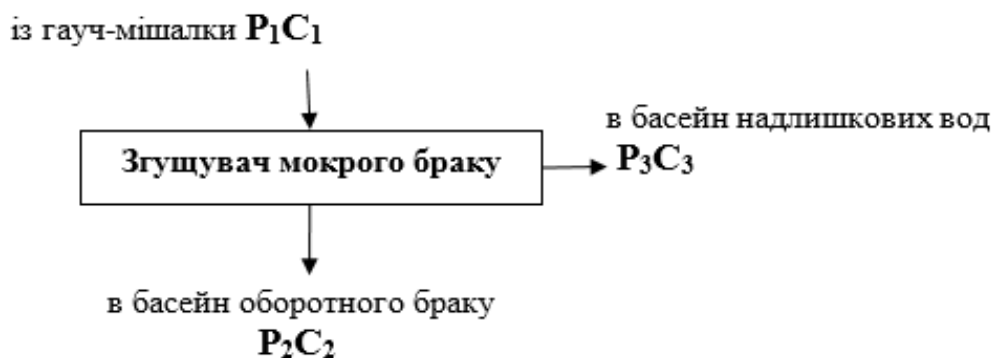 із гауч-мішалки P₁C₁
в басейн надлишкових вод
Згущувач мокрого браку
P₃C₃
в басейн оборотного браку
P₂C₂